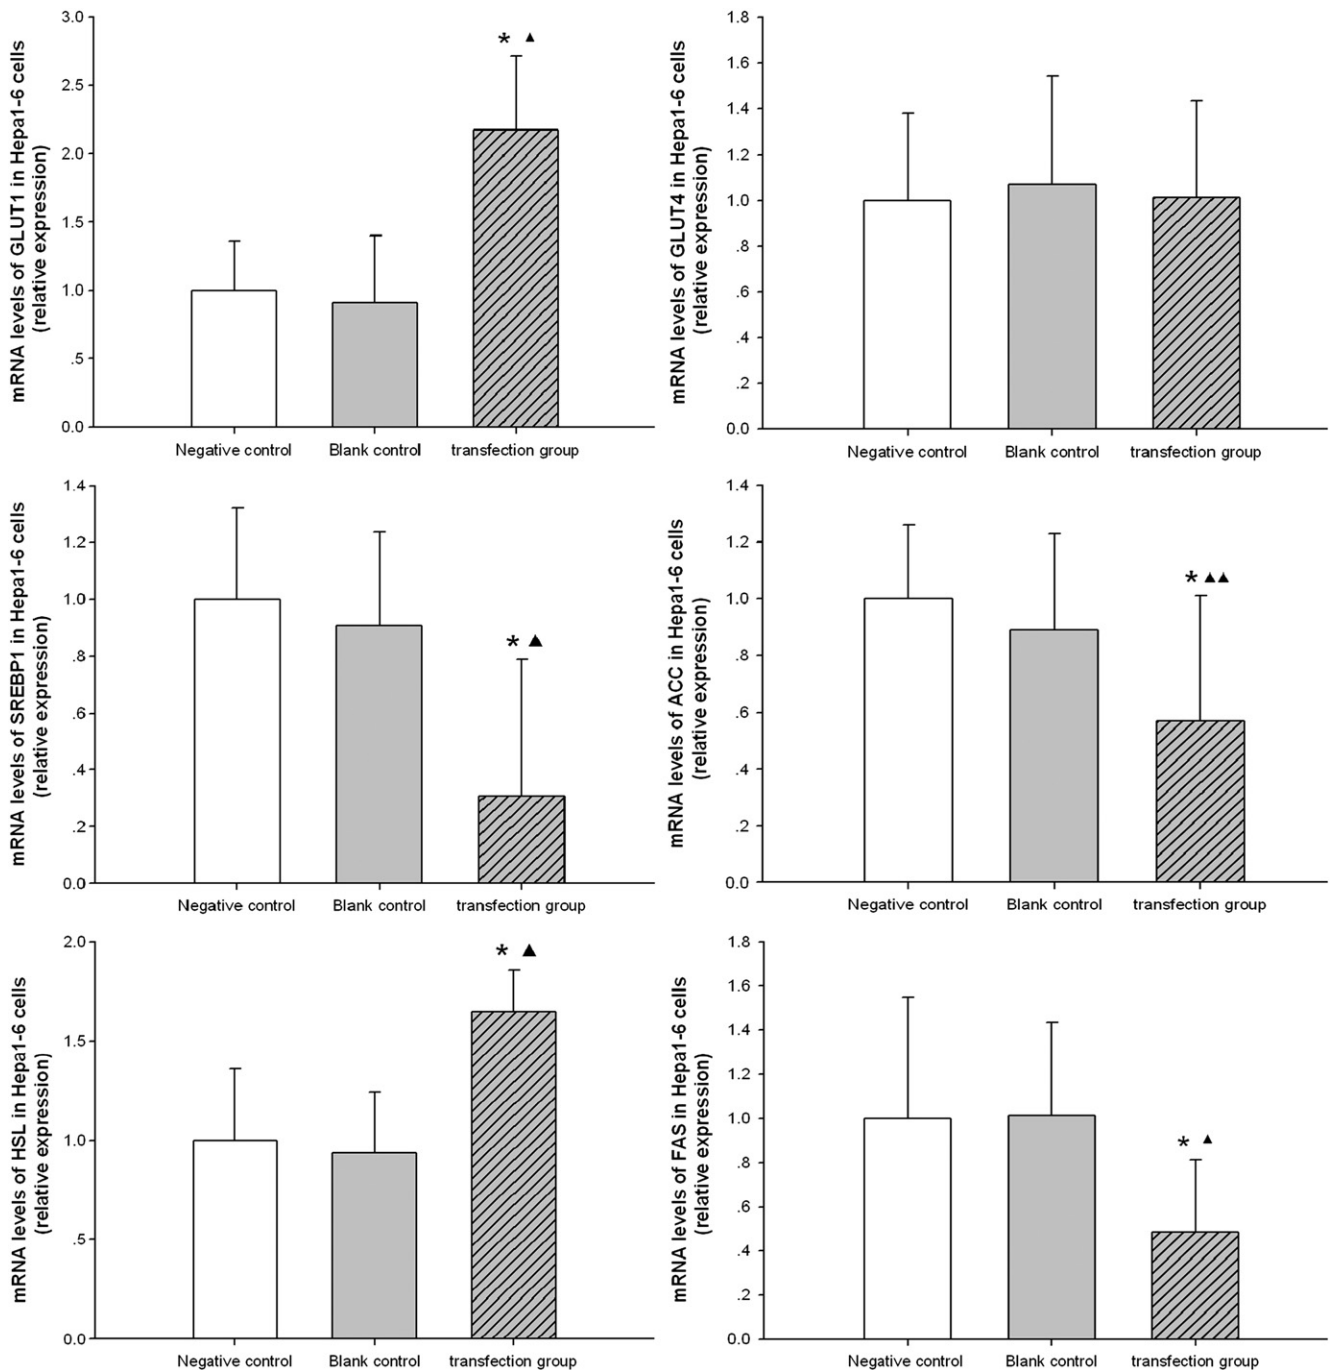 mRNA levels of GLUT1 in Hepa1-6 cells
(relative expression)
3.0
2.5
2.0
1.5
1.0
.5
0.0
* ▲
Negative control
Blank control
transfection group
mRNA levels of GLUT4 in Hepa1-6 cells
(relative expression)
1.8
1.6
1.4
1.2
1.0
.8
.6
.4
.2
0.0
Negative control
Blank control
transfection group
mRNA levels of SREBP1 in Hepa1-6 cells
(relative expression)
1.4
1.2
1.0
.8
.6
.4
.2
0.0
* ▲
Negative control
Blank control
transfection group
mRNA levels of ACC in Hepa1-6 cells
(relative expression)
1.4
1.2
1.0
.8
.6
.4
.2
0.0
* ▲▲
Negative control
Blank control
transfection group
mRNA levels of HSL in Hepa1-6 cells
(relative expression)
2.0
1.5
1.0
.5
0.0
* ▲
Negative control
Blank control
transfection group
mRNA levels of FAS in Hepa1-6 cells
(relative expression)
1.8
1.6
1.4
1.2
1.0
.8
.6
.4
.2
0.0
* ▲
Negative control
Blank control
transfection group